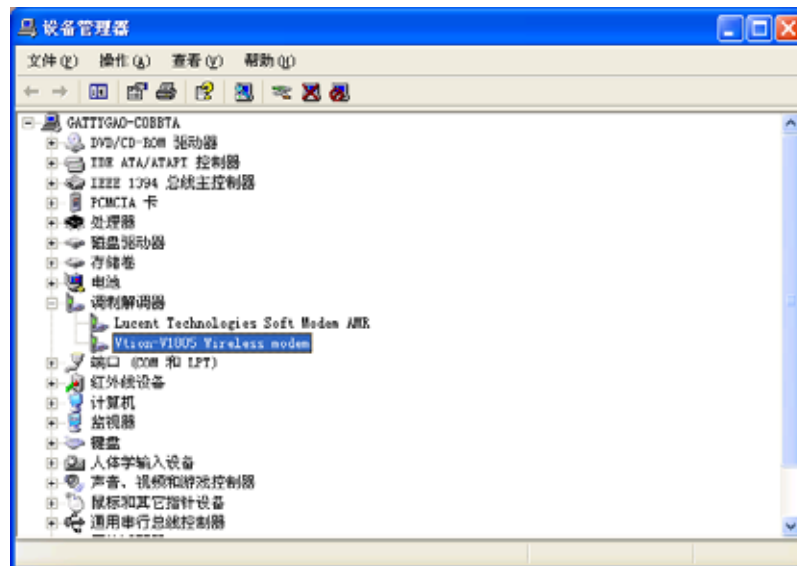 设备管理器
文件(F) 操作(A) 查看(V) 帮助(H)
GATTYGAO-COBBTA
DVD/CD-ROM 驱动器
IDE ATA/ATAPI 控制器
IEEE 1394 总线主控制器
PCMCIA 卡
处理器
磁盘驱动器
存储卷
电池
调制解调器
Lucent Technologies Soft Modem AMR
Vtion-V1005 Wireless modem
端口 (COM 和 LPT)
红外线设备
计算机
监视器
键盘
人体学输入设备
声音、视频和游戏控制器
鼠标和其它指针设备
通用串行总线控制器